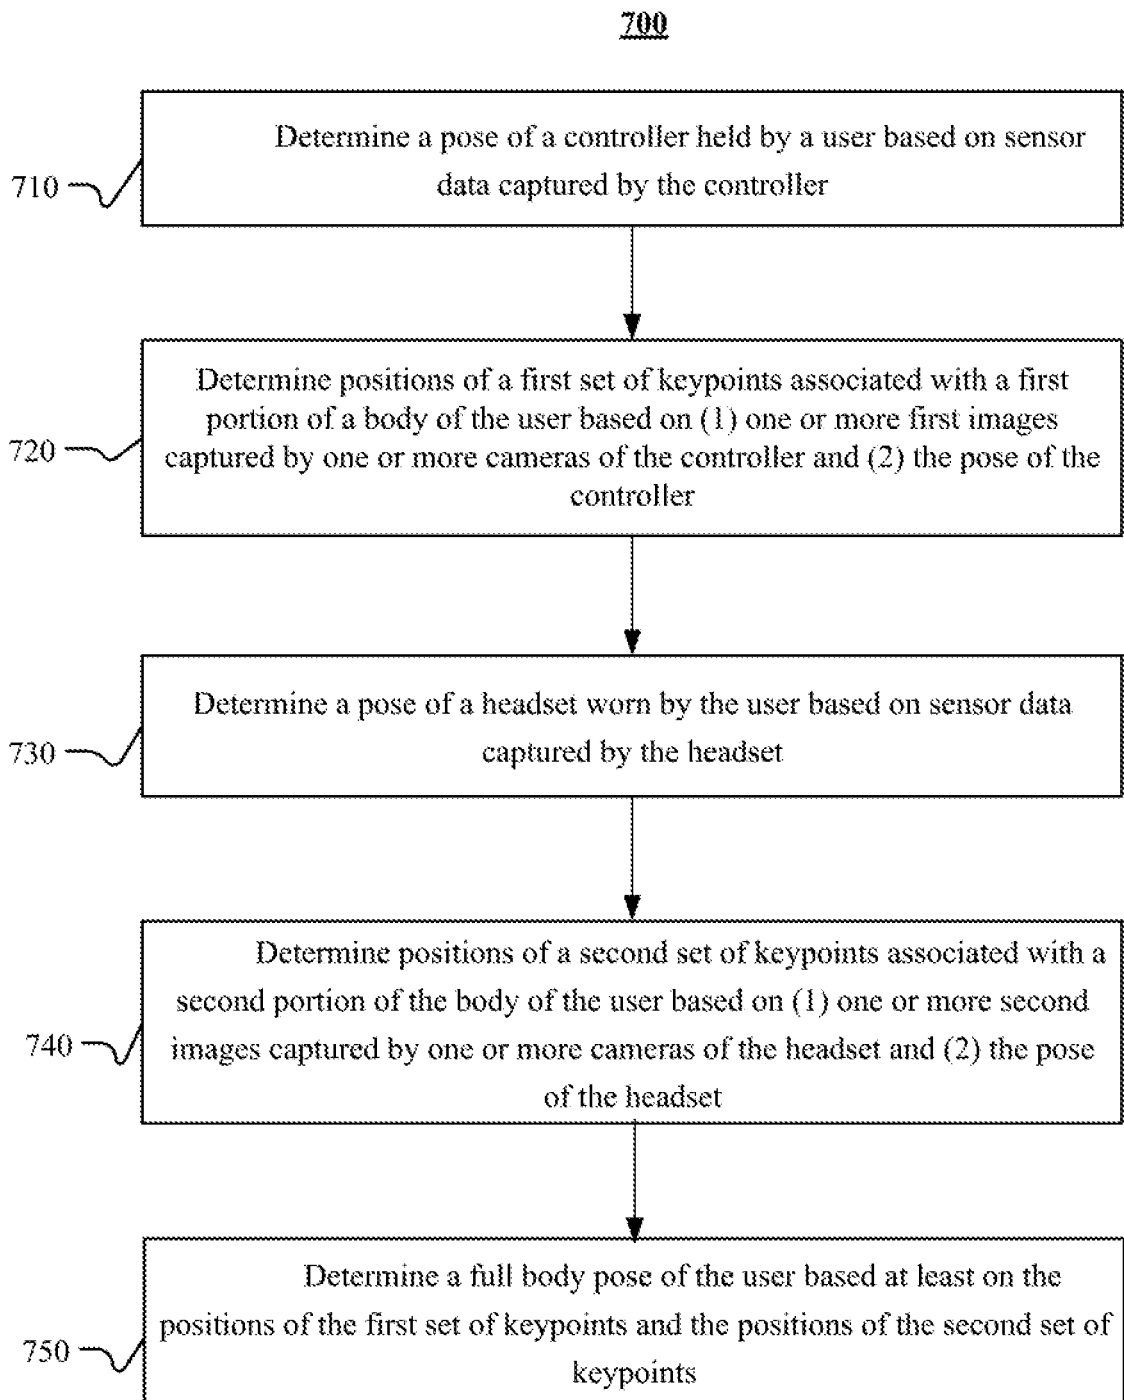 700
Determine a pose of a controller held by a user based on sensor
data captured by the controller
710
Determine positions of a first set of keypoints associated with a first
portion of a body of the user based on (1) one or more first images
captured by one or more cameras of the controller and (2) the pose of the
controller
720
Determine a pose of a headset worn by the user based on sensor data
captured by the headset
730
Determine positions of a second set of keypoints associated with a
second portion of the body of the user based on (1) one or more second
images captured by one or more cameras of the headset and (2) the pose
of the headset
740
Determine a full body pose of the user based at least on the
positions of the first set of keypoints and the positions of the second set of
keypoints
750